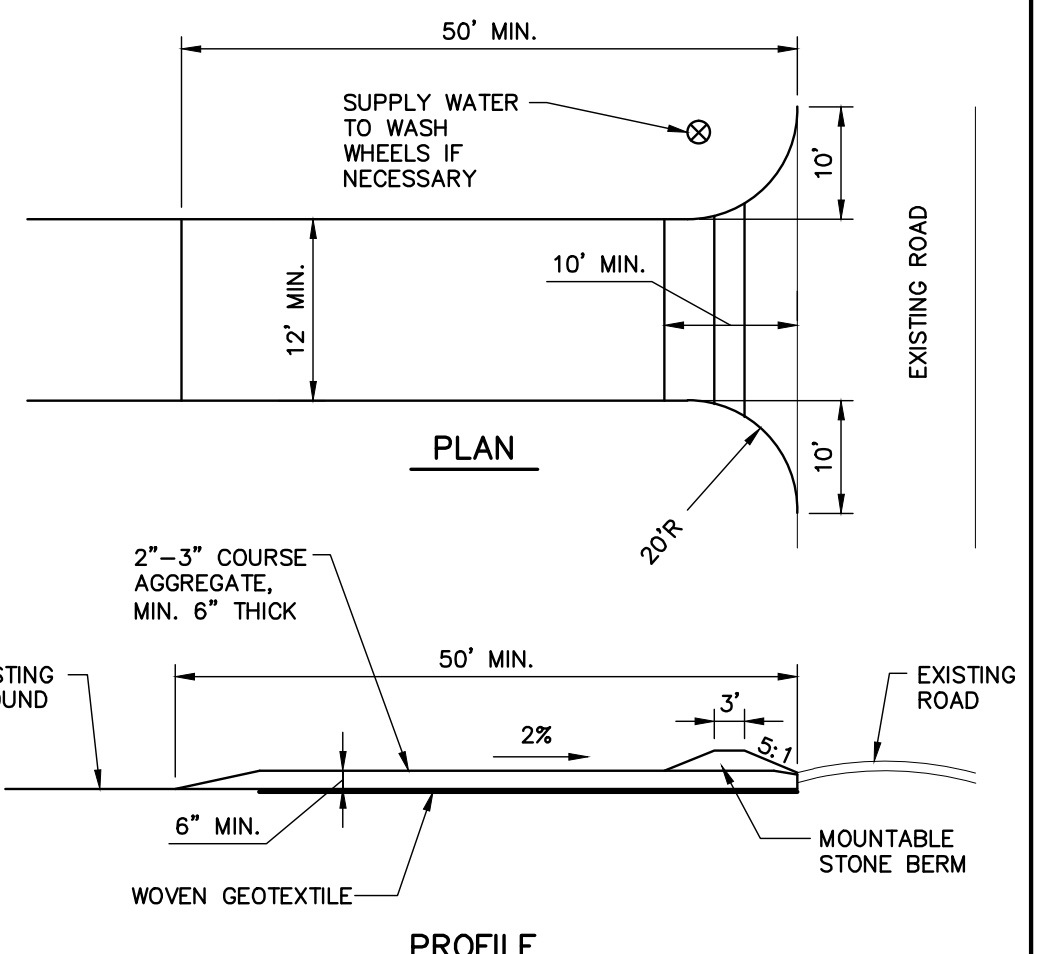 50' MIN.
SUPPLY WATER
TO WASH
WHEELS IF
NECESSARY
10'
EXISTING ROAD
10' MIN.
12' MIN.
PLAN
10'
20'R
2"-3" COURSE
AGGREGATE,
MIN. 6" THICK
50' MIN.
STING
OUND
EXISTING
ROAD
3'
2%
5:1
6" MIN.
MOUNTABLE
STONE BERM
WOVEN GEOTEXTILE
PROFILE